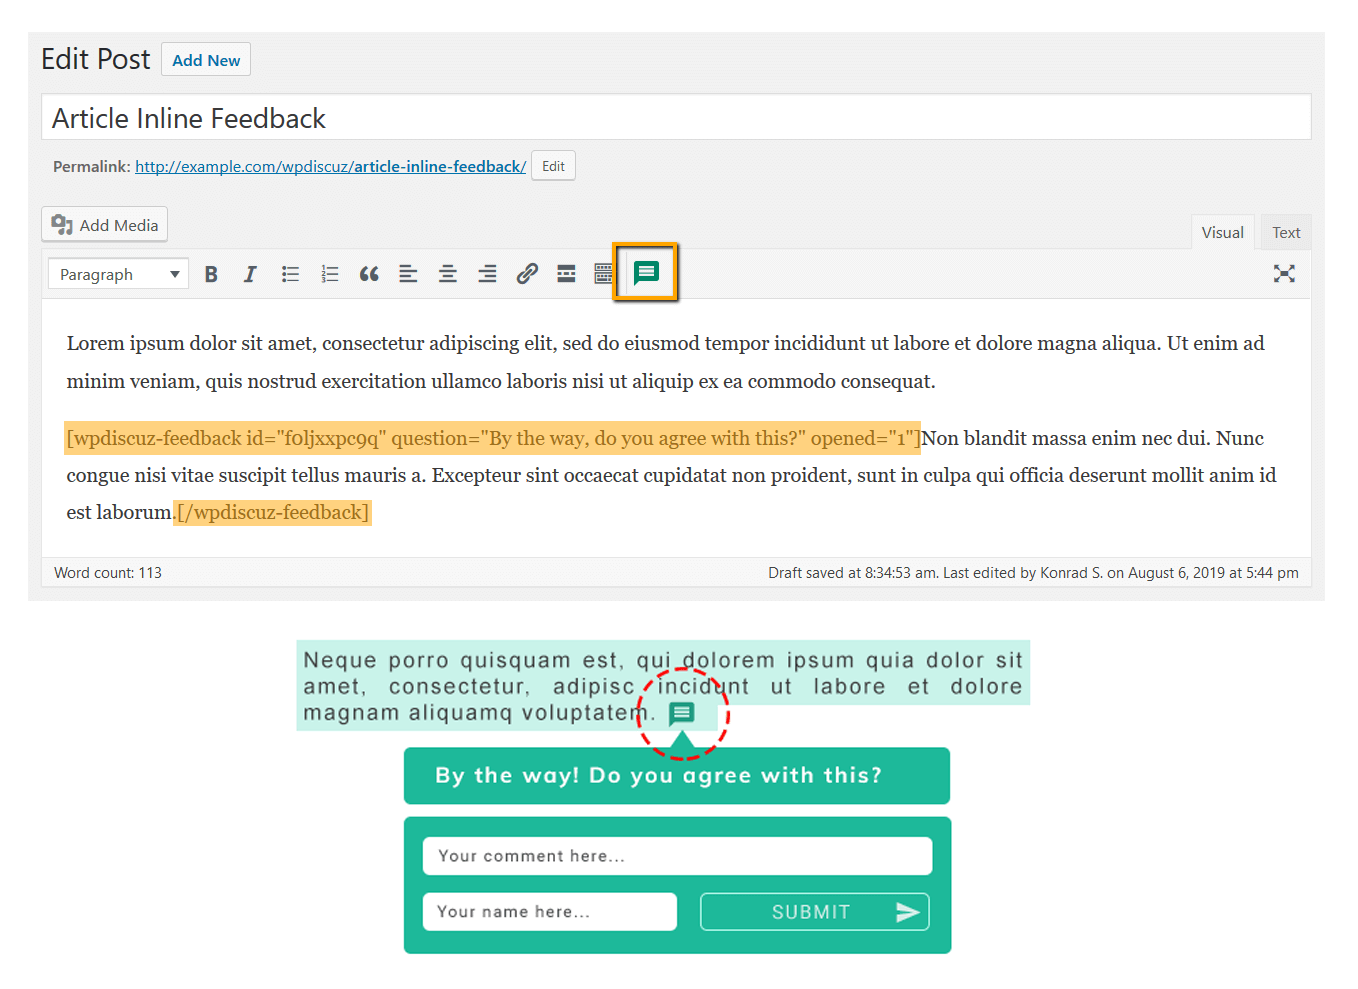 Edit Post Add New
Article Inline Feedback
Permalink: http://example.com/wpdiscuz/article-inline-feedback/ Edit
Add Media
Visual Text
Paragraph B I
Lorem ipsum dolor sit amet, consectetur adipiscing elit, sed do eiusmod tempor incididunt ut labore et dolore magna aliqua. Ut enim ad
minim veniam, quis nostrud exercitation ullamco laboris nisi ut aliquip ex ea commodo consequat.
[wpdiscuz-feedback id="f0ljxxpc9q" question="By the way, do you agree with this?" opened="1"]Non blandit massa enim nec dui. Nunc
congue nisi vitae suscipit tellus mauris a. Excepteur sint occaecat cupidatat non proident, sunt in culpa qui officia deserunt mollit anim id
est laborum.[/wpdiscuz-feedback]
Word count: 113 Draft saved at 8:34:53 am. Last edited by Konrad S. on August 6, 2019 at 5:44 pm
Neque porro quisquam est, qui dolorem ipsum quia dolor sit
amet, consectetur, adipisc incidunt ut labore et dolore
magnam aliquamq voluptatem.
By the way! Do you agree with this?
Your comment here...
Your name here... SUBMIT